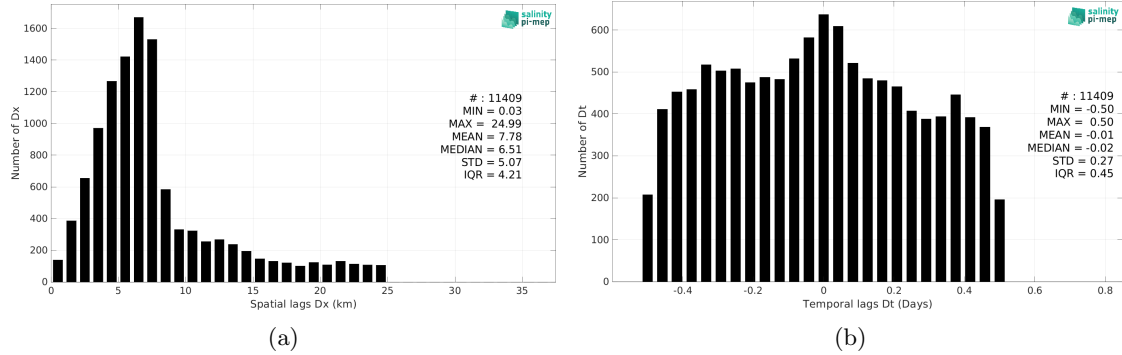 1600
1400
1200
1000
800
600
400
200
0
Number of Dx
0 5 10 15 20 25 30 35
Spatial lags Dx (km)
salinity
pi-mep
# : 11409
MIN = 0.03
MAX = 24.99
MEAN = 7.78
MEDIAN = 6.51
STD = 5.07
IQR = 4.21
(a)
600
500
400
300
200
100
0
Number of Dt
-0.4 -0.2 0 0.2 0.4 0.6 0.8
Temporal lags Dt (Days)
salinity
pi-mep
# : 11409
MIN = -0.50
MAX = 0.50
MEAN = -0.01
MEDIAN = -0.02
STD = 0.27
IQR = 0.45
(b)